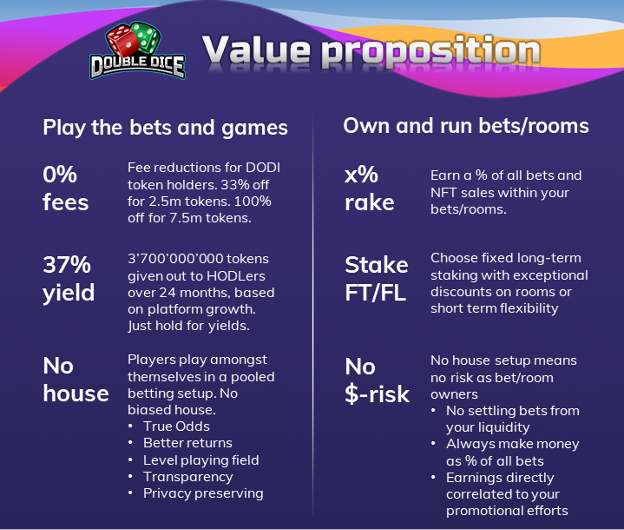 DOUBLE DICE
Value proposition
Play the bets and games
0%
fees
Fee reductions for DODI
token holders. 33% off
for 2.5m tokens. 100%
off for 7.5m tokens.
37%
yield
3’700’000’000 tokens
given out to HODLers
over 24 months, based
on platform growth.
Just hold for yields.
No
house
Players play amongst
themselves in a pooled
betting setup. No
biased house.
• True Odds
• Better returns
• Level playing field
• Transparency
• Privacy preserving
Own and run bets/rooms
x%
rake
Earn a % of all bets and
NFT sales within your
bets/rooms.
Stake
FT/FL
Choose fixed long-term
staking with exceptional
discounts on rooms or
short term flexibility
No
$-risk
No house setup means
no risk as bet/room
owners
• No settling bets from
your liquidity
• Always make money
as % of all bets
• Earnings directly
correlated to your
promotional efforts